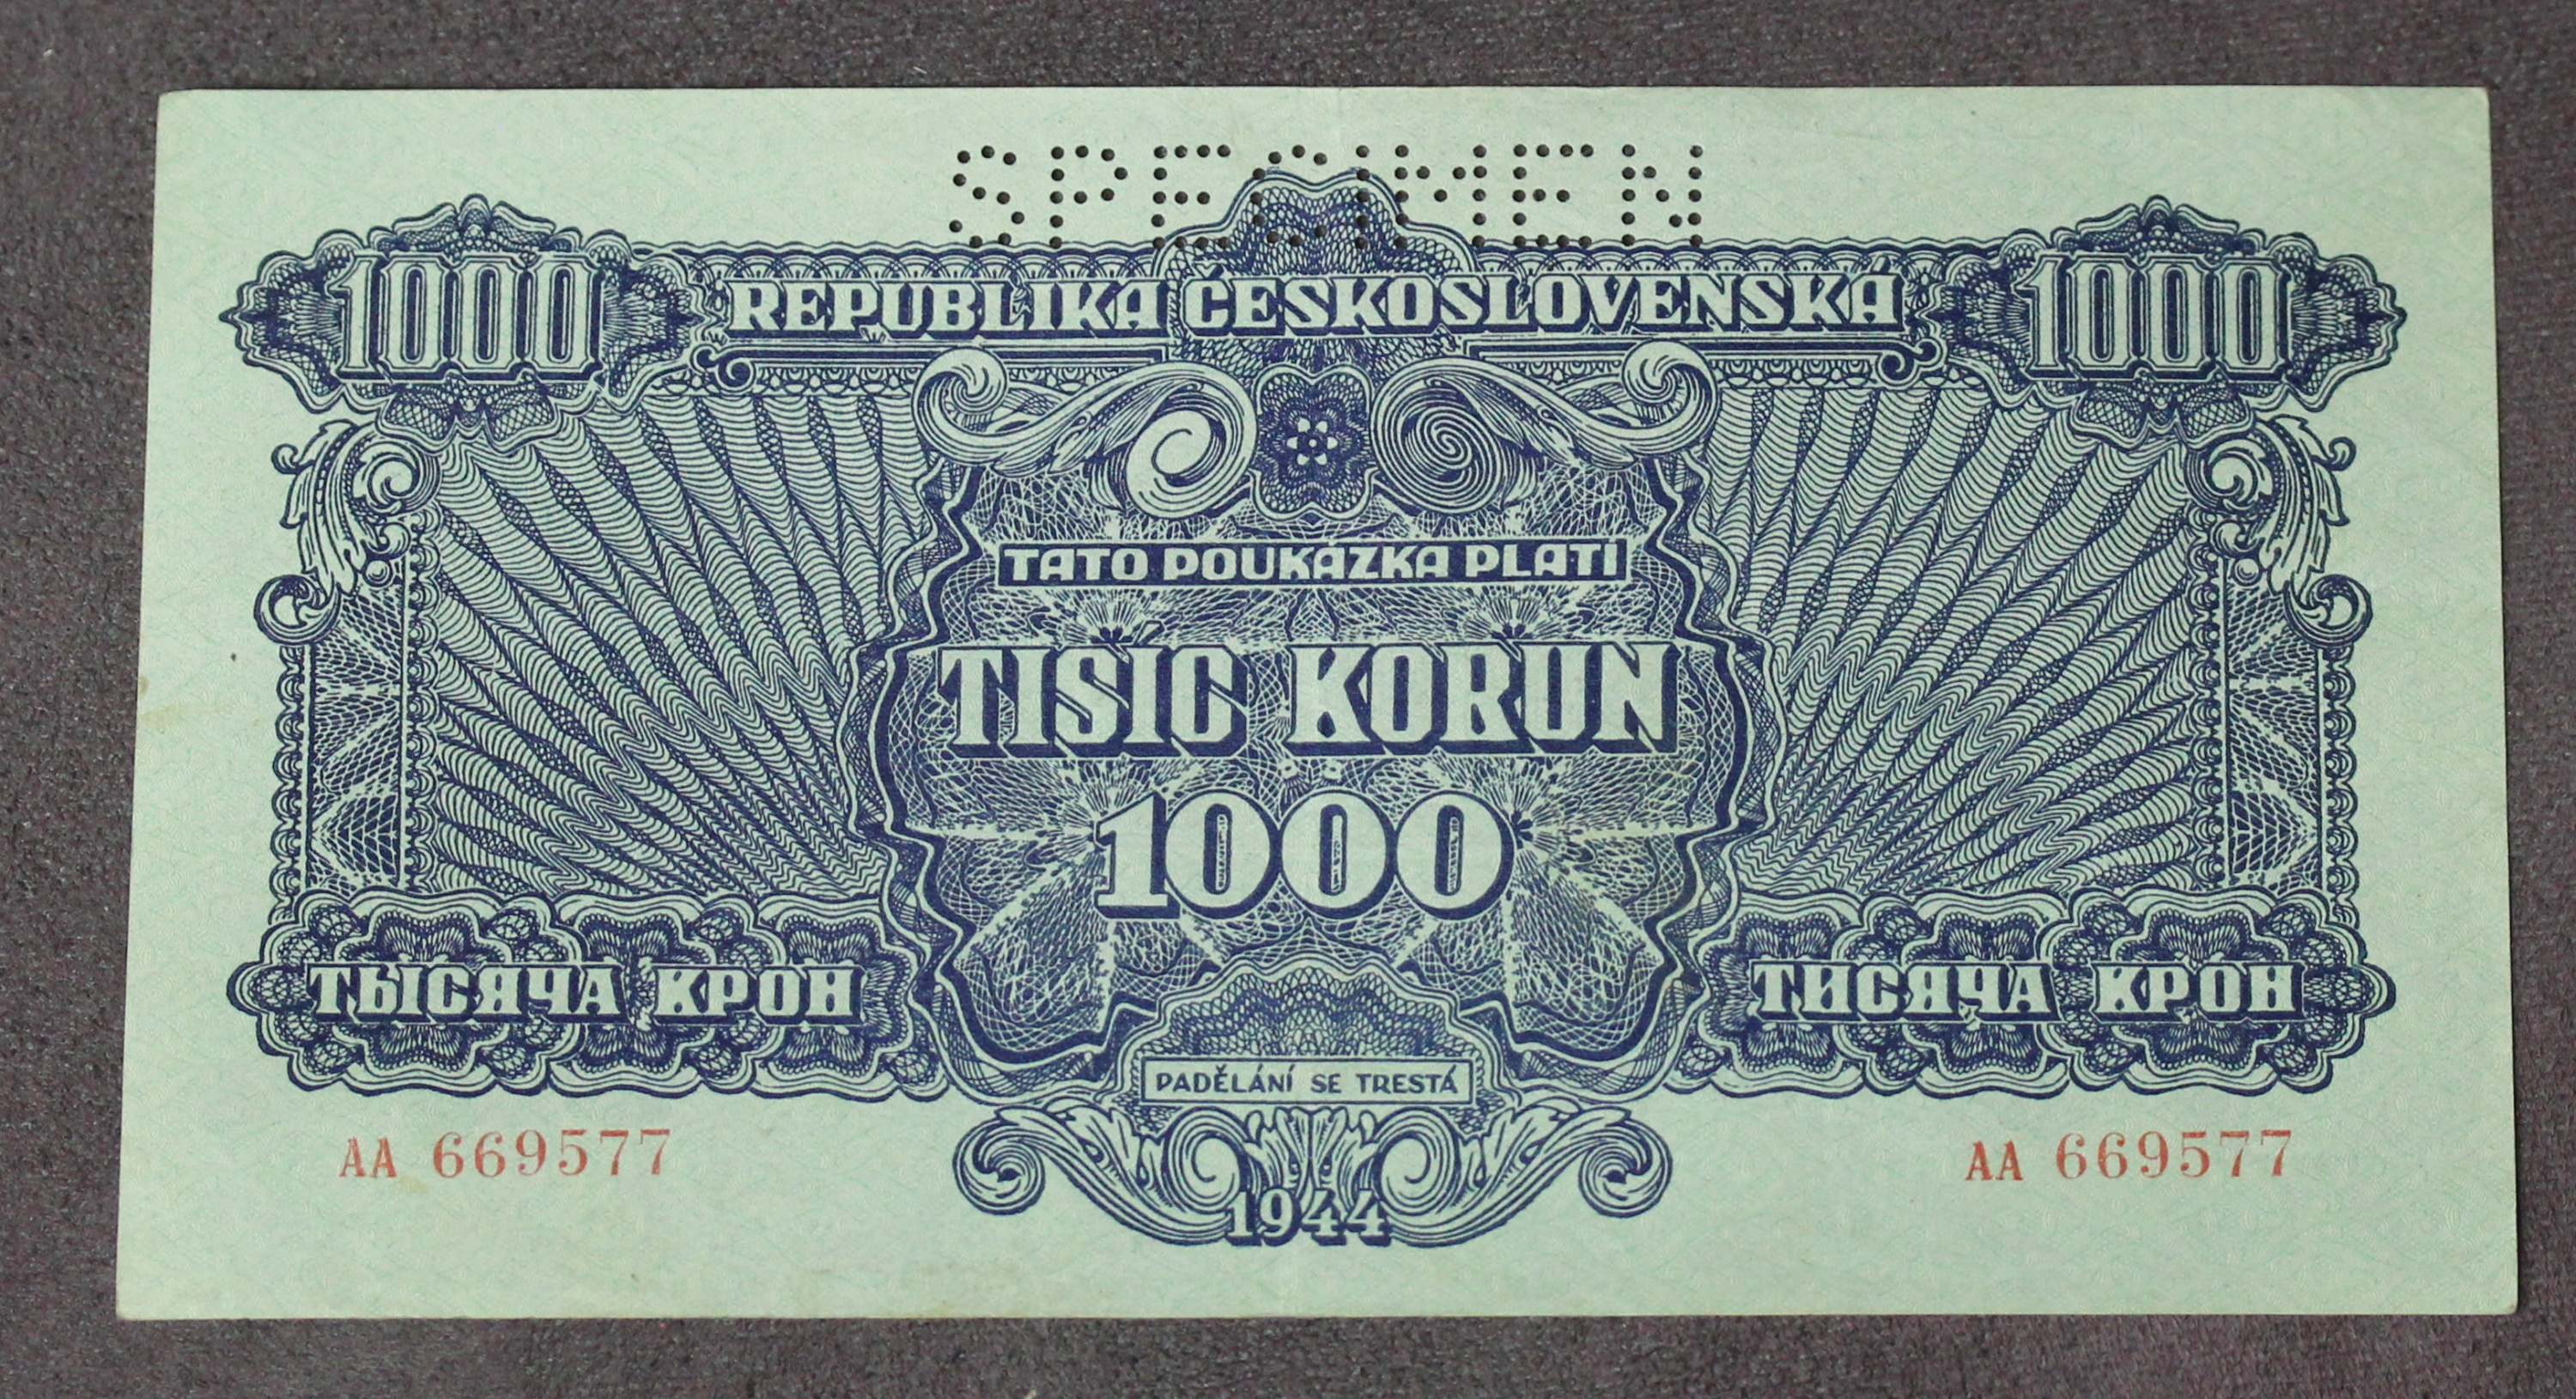 SPECIMEN
1000 REPUBLIKA ČESKOSLOVENSKÁ 1000
TATO POUKÁZKA PLATÍ
TISÍC KORUN
1000
ТЫСЯЧА КРОН
ТИСЯЧА КРОН
PADĚLÁNÍ SE TRESTÁ
AA 669577
AA 669577
1944